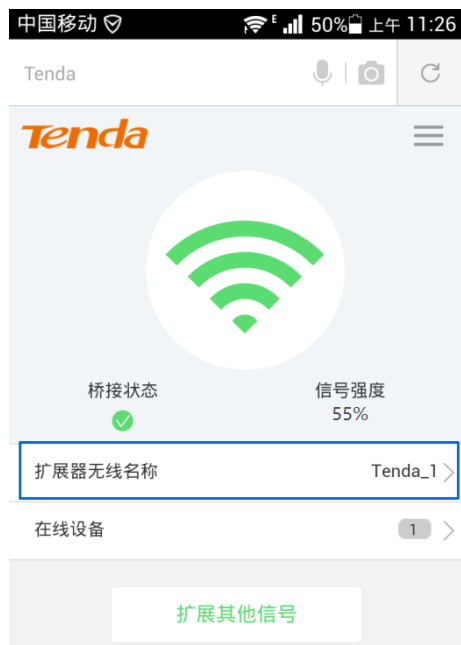 中国移动 E 50% 上午 11:26
Tenda
Tenda
桥接状态 信号强度
55%
扩展器无线名称 Tenda_1
在线设备 1
扩展其他信号